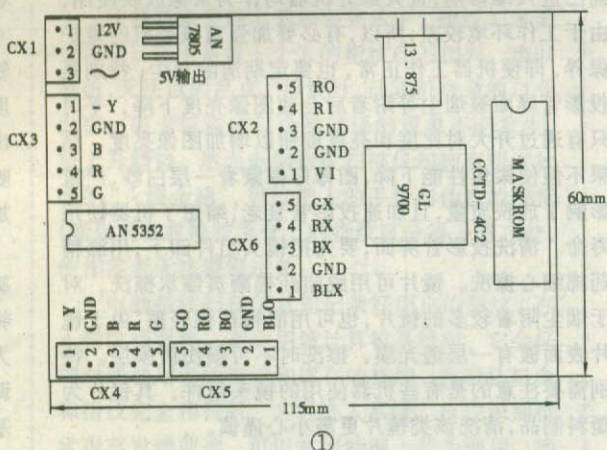 CX1
1 12V
2 GND
3 ~
AN
7805
5V输出
13-875
CX3
1 -Y
2 GND
3 B
4 R
5 G
CX2
5 RO
4 RI
3 GND
2 GND
1 VI
AN5352
CX6
5 GX
4 RX
3 BX
2 GND
1 BLX
G1
9700
CCTD-4C2
MASKROM
60mm
Y GND B R G
1 2 3 4 5
CX4
GO RO BO GND BLO
5 4 3 2 1
CX5
115mm
①